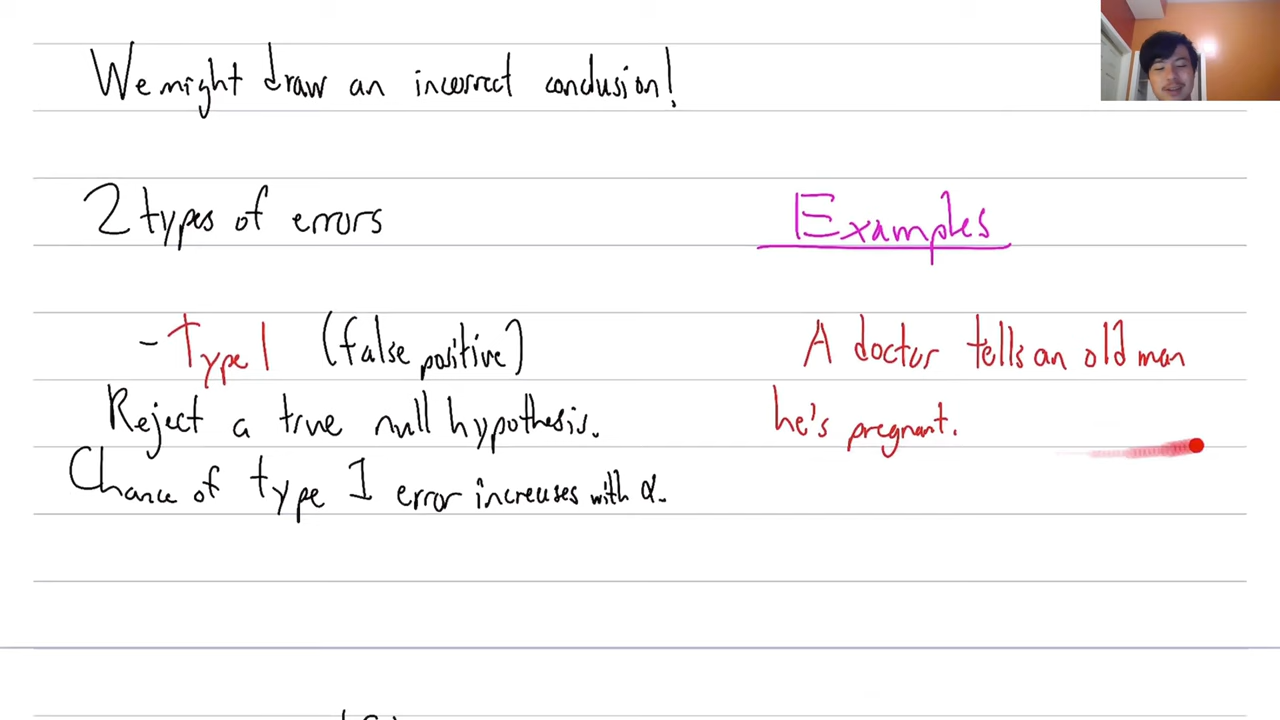 We might draw an incorrect conclusion!
2 types of errors
Examples
- Type 1 (false positive)
A doctor tells an old man
Reject a true null hypothesis.
he's pregnant.
Chance of type I error increases with α.